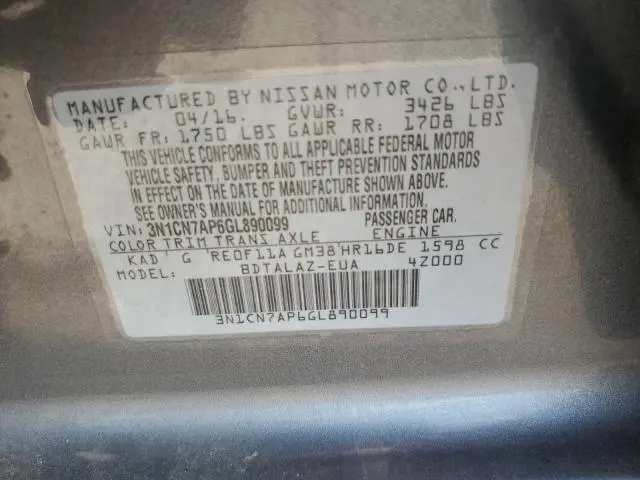 MANUFACTURED BY NISSAN MOTOR CO., LTD.
DATE: 04/16. GVWR: 3426 LBS
GAWR FR: 1750 LBS GAWR RR: 1708 LBS
THIS VEHICLE CONFORMS TO ALL APPLICABLE FEDERAL MOTOR
VEHICLE SAFETY, BUMPER AND THEFT PREVENTION STANDARDS
IN EFFECT ON THE DATE OF MANUFACTURE SHOWN ABOVE.
SEE OWNER'S MANUAL FOR ADDITIONAL INFORMATION.
VIN: 3N1CN7AP6GL890099 PASSENGER CAR.
COLOR TRIM TRANS AXLE ENGINE
KAD G RE0F11A GM38 HR16DE 1598 CC
MODEL: BDTALAZ-EUA 4Z000
3N1CN7AP6GL890099